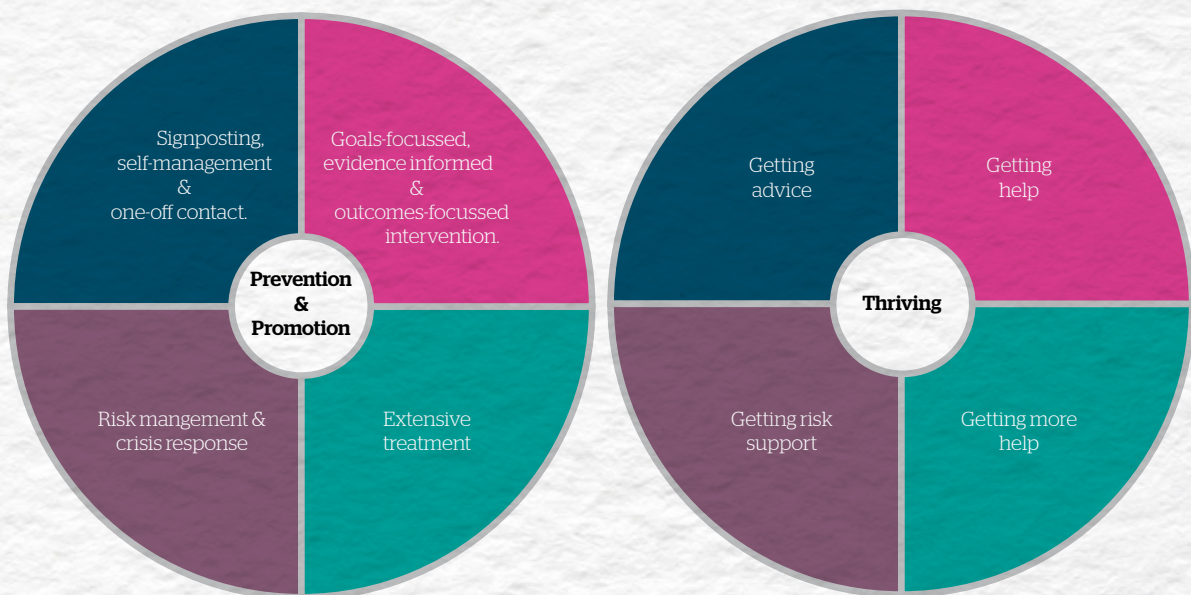 Signposting,
self-management
&
one-off contact.
Goals-focussed,
evidence informed
&
outcomes-focussed
intervention.
Prevention
&
Promotion
Risk mangement &
crisis response
Extensive
treatment
Getting
advice
Getting
help
Thriving
Getting risk
support
Getting more
help